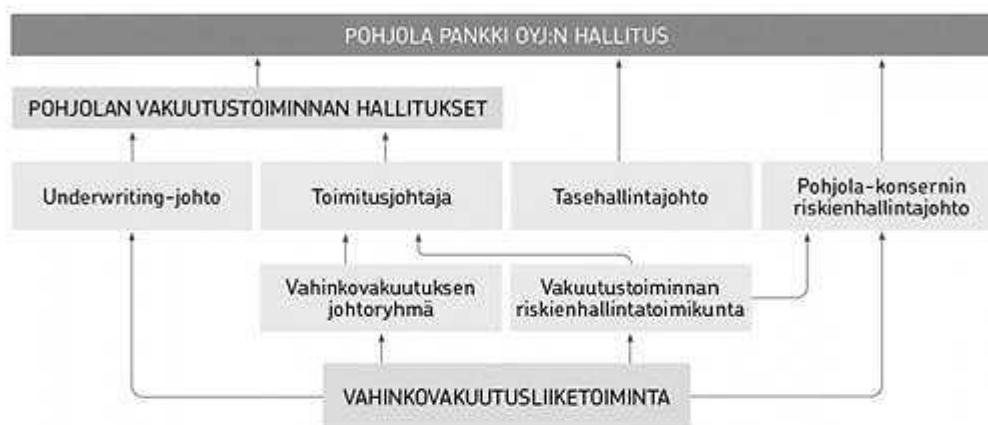 POHJOLA PANKKI OYJ:N HALLITUS
POHJOLAN VAKUUTUSTOIMINNAN HALLITUKSET
Underwriting-johto
Toimitusjohtaja
Tasehallintajohto
Pohjola-konsernin
riskienhallintajohto
Vahinkovakuutuksen
johtoryhmä
Vakuutustoiminnan
riskienhallintatoimikunta
VAHINKOVAKUUTUSLIIKETOIMINTA